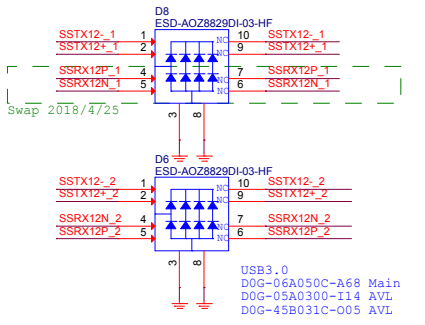 D8
ESD-AOZ8829DI-03-HF
SSTX12-_1 1 NC 10 SSTX12-_1
SSTX12+_1 2 NC 9 SSTX12+_1
SSRX12P_1 4 NC 7 SSRX12P_1
SSRX12N_1 5 NC 6 SSRX12N_1
Swap 2018/4/25
3 8
D6
ESD-AOZ8829DI-03-HF
SSTX12-_2 1 NC 10 SSTX12-_2
SSTX12+_2 2 NC 9 SSTX12+_2
SSRX12N_2 4 NC 7 SSRX12N_2
SSRX12P_2 5 NC 6 SSRX12P_2
3 8
USB3.0
D0G-06A050C-A68 Main
D0G-05A0300-I14 AVL
D0G-45B031C-O05 AVL